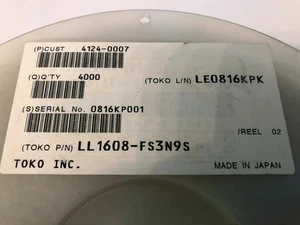 (P)CUST 4124-0007
(Q)Q'TY 4000 (TOKO L/N) LE0816KPK
(S)SERIAL No. 0816KP001
/REEL 02
(TOKO P/N) LL1608-FS3N9S
TOKO INC. MADE IN JAPAN